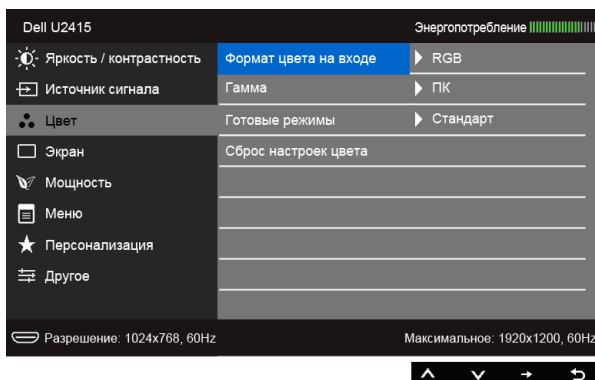 Dell U2415 Энергопотребление
Яркость / контрастность Формат цвета на входе RGB
Источник сигнала Гамма ПК
Цвет Готовые режимы Стандарт
Экран Сброс настроек цвета
Мощность
Меню
Персонализация
Другое
Разрешение: 1024x768, 60Hz Максимальное: 1920x1200, 60Hz